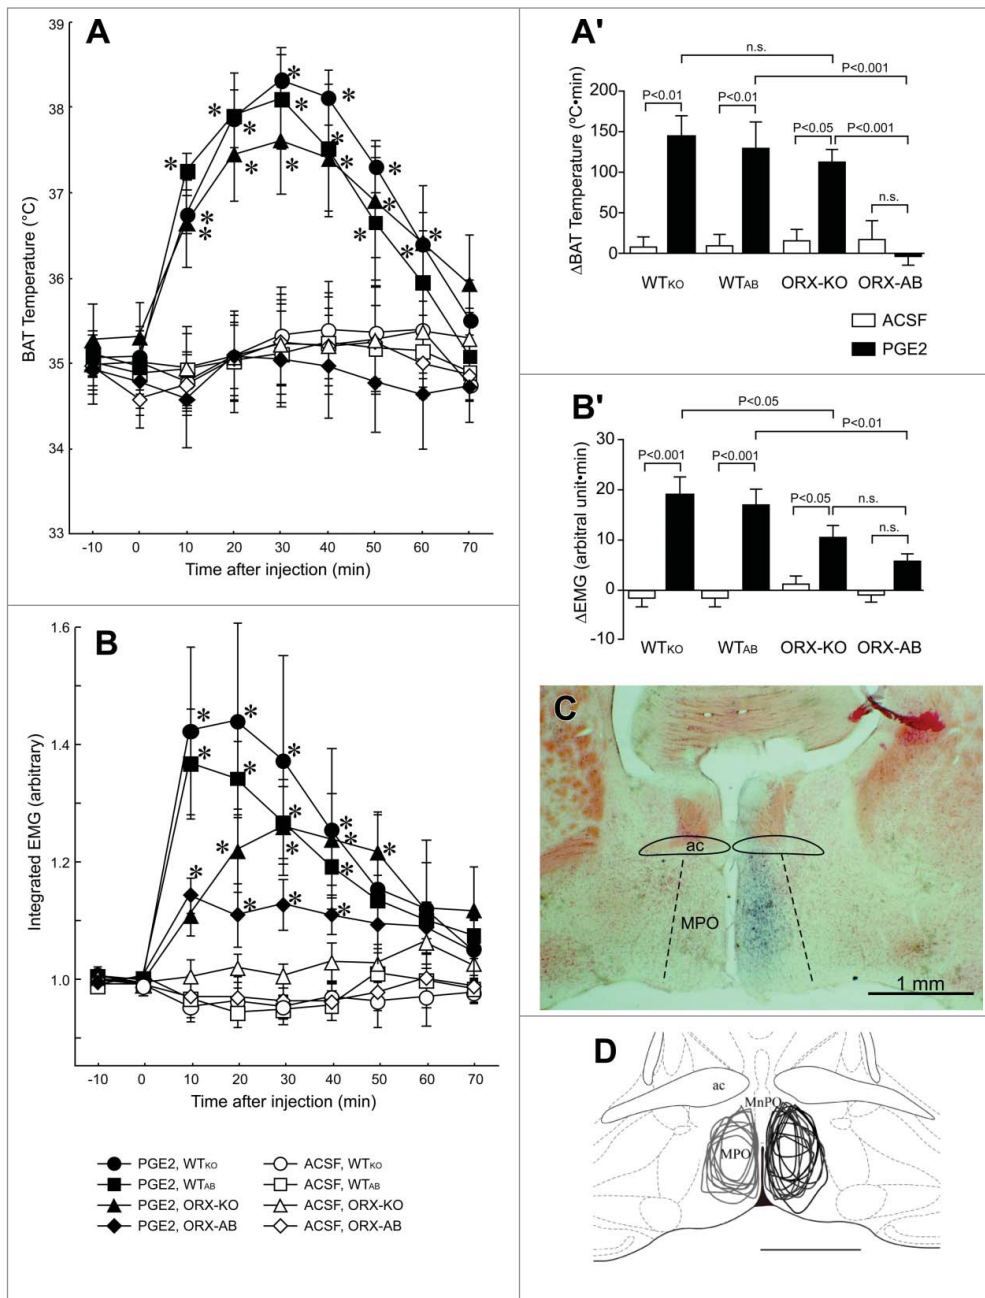 A
39
38
37
36
35
34
33
BAT Temperature (°C)
-10 0 10 20 30 40 50 60 70
Time after injection (min)
* * * * * * * * * * * * * * * * *
A'
n.s.
P<0.001
P<0.01 P<0.01 P<0.05 P<0.001
n.s.
200
150
100
50
0
ΔBAT Temperature (ºC•min)
WTKO WTAB ORX-KO ORX-AB
ACSF
PGE2
B'
P<0.05
P<0.01
P<0.001 P<0.001 P<0.05 n.s.
n.s.
30
20
10
0
-10
ΔEMG (arbitral unit•min)
WTKO WTAB ORX-KO ORX-AB
B
1.6
1.4
1.2
1.0
Integrated EMG (arbitrary)
-10 0 10 20 30 40 50 60 70
Time after injection (min)
* * * * * * * * * * * * * * * *
PGE2, WTKO ACSF, WTKO
PGE2, WTAB ACSF, WTAB
PGE2, ORX-KO ACSF, ORX-KO
PGE2, ORX-AB ACSF, ORX-AB
C
ac
MPO
1 mm
D
ac
MnPO
MPO